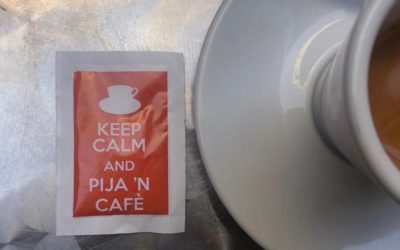 KEEP
CALM
AND
PIJA 'N
CAFÈ